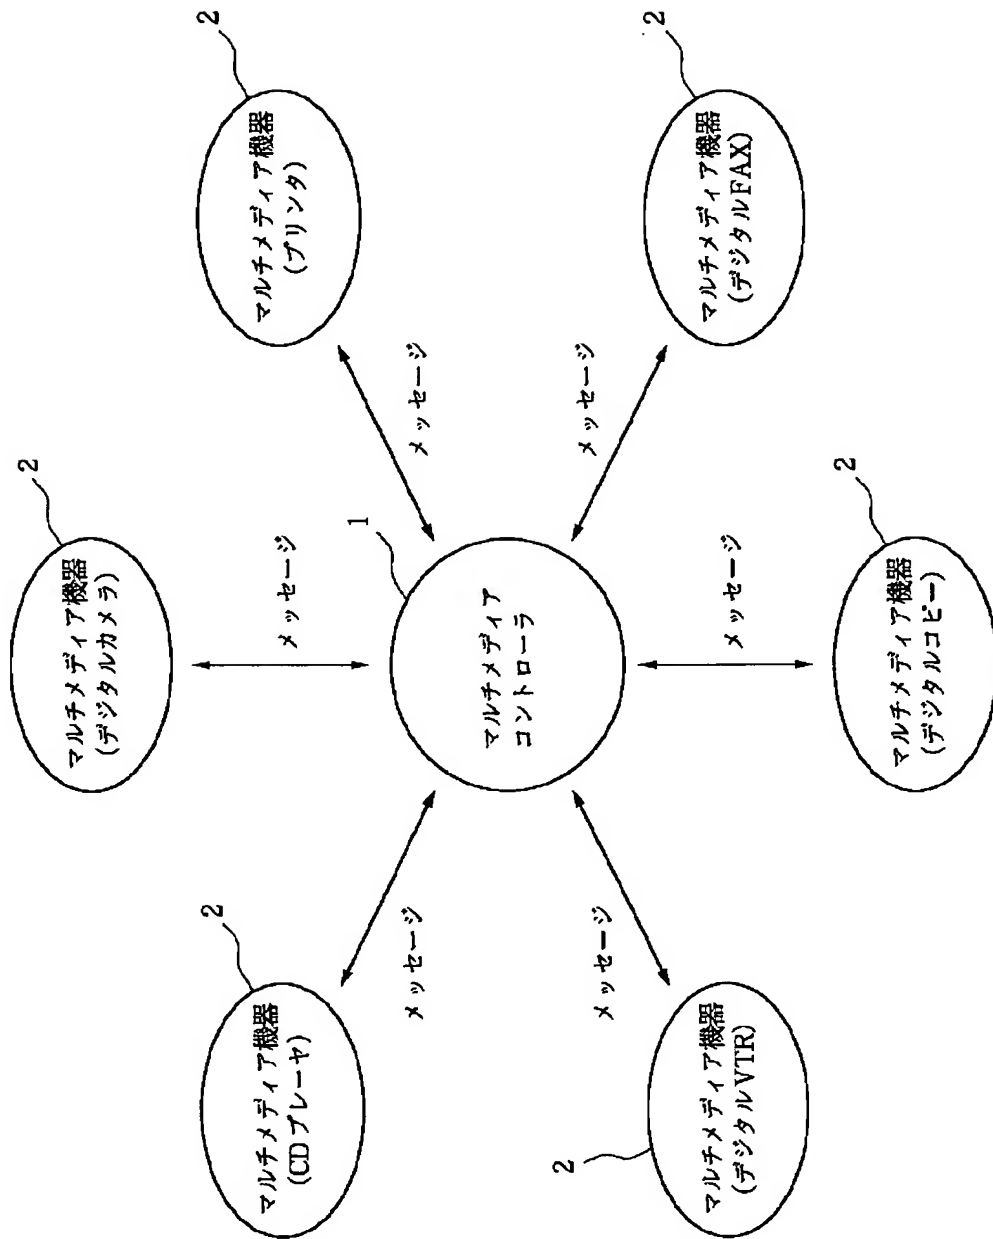 マルチメディア機器
(デジタルカメラ)
2
マルチメディア機器
(CDプレーヤ)
2
マルチメディア機器
(プリンタ)
2
メッセージ
メッセージ
メッセージ
マルチメディア
コントローラ
1
メッセージ
メッセージ
メッセージ
マルチメディア機器
(デジタルVTR)
2
マルチメディア機器
(デジタルFAX)
2
マルチメディア機器
(デジタルコピー)
2